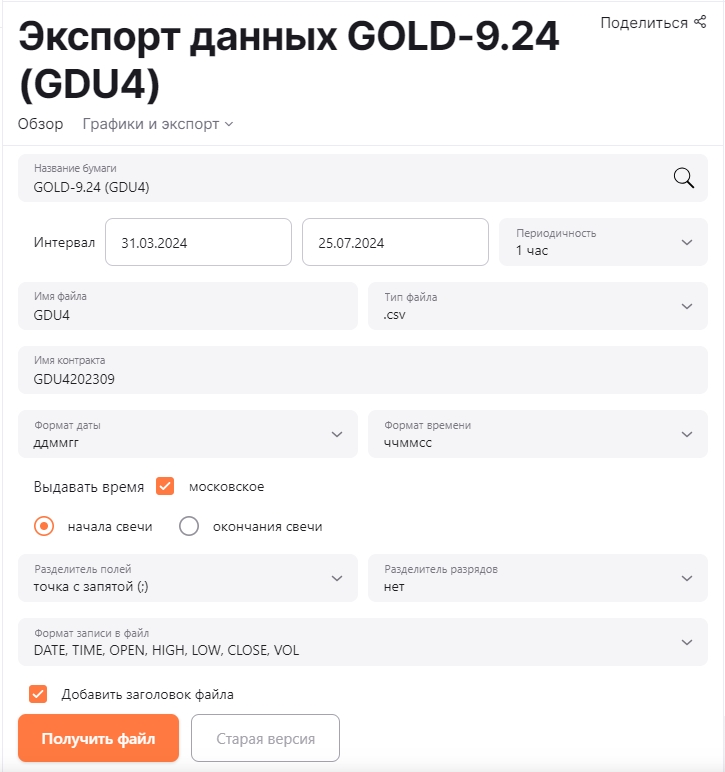 Поделиться
Экспорт данных GOLD-9.24
(GDU4)
Обзор Графики и экспорт
Название бумаги
GOLD-9.24 (GDU4)
Интервал 31.03.2024 25.07.2024
Периодичность
1 час
Имя файла
GDU4
Тип файла
.csv
Имя контракта
GDU4202309
Формат даты
ддммгг
Формат времени
ччммсс
Выдавать время московское
начала свечи окончания свечи
Разделитель полей
точка с запятой (;)
Разделитель разрядов
нет
Формат записи в файл
DATE, TIME, OPEN, HIGH, LOW, CLOSE, VOL
Добавить заголовок файла
Получить файл Старая версия